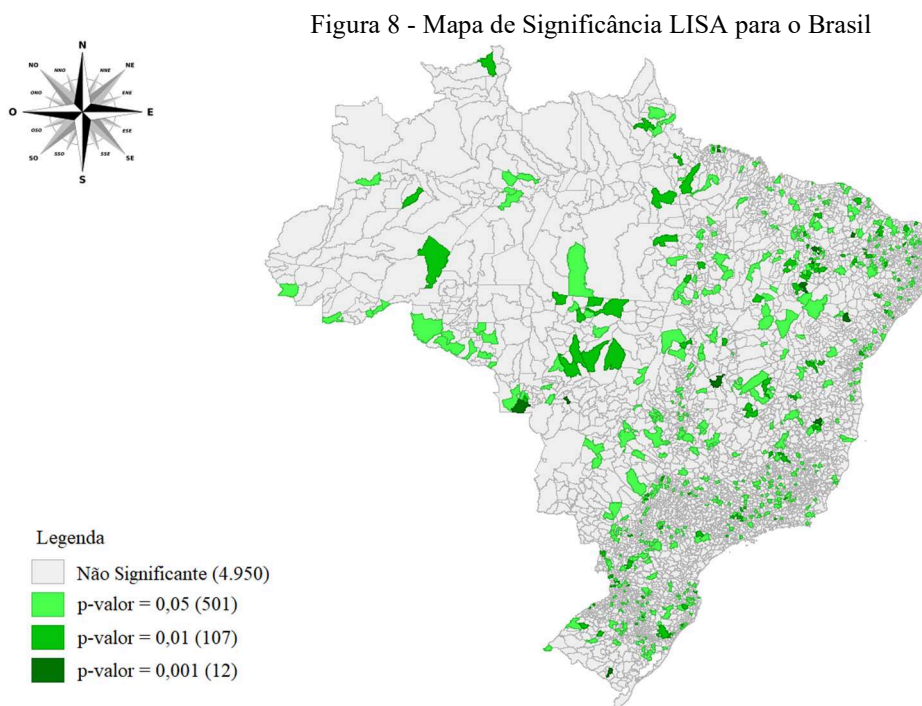 Figura 8 - Mapa de Significância LISA para o Brasil
N
NNO
NNE
NO
NE
ONO
ENE
O
E
OSO
ESE
SO
SE
SSO
SSE
S
Legenda
Não Significante (4.950)
p-valor = 0,05 (501)
p-valor = 0,01 (107)
p-valor = 0,001 (12)